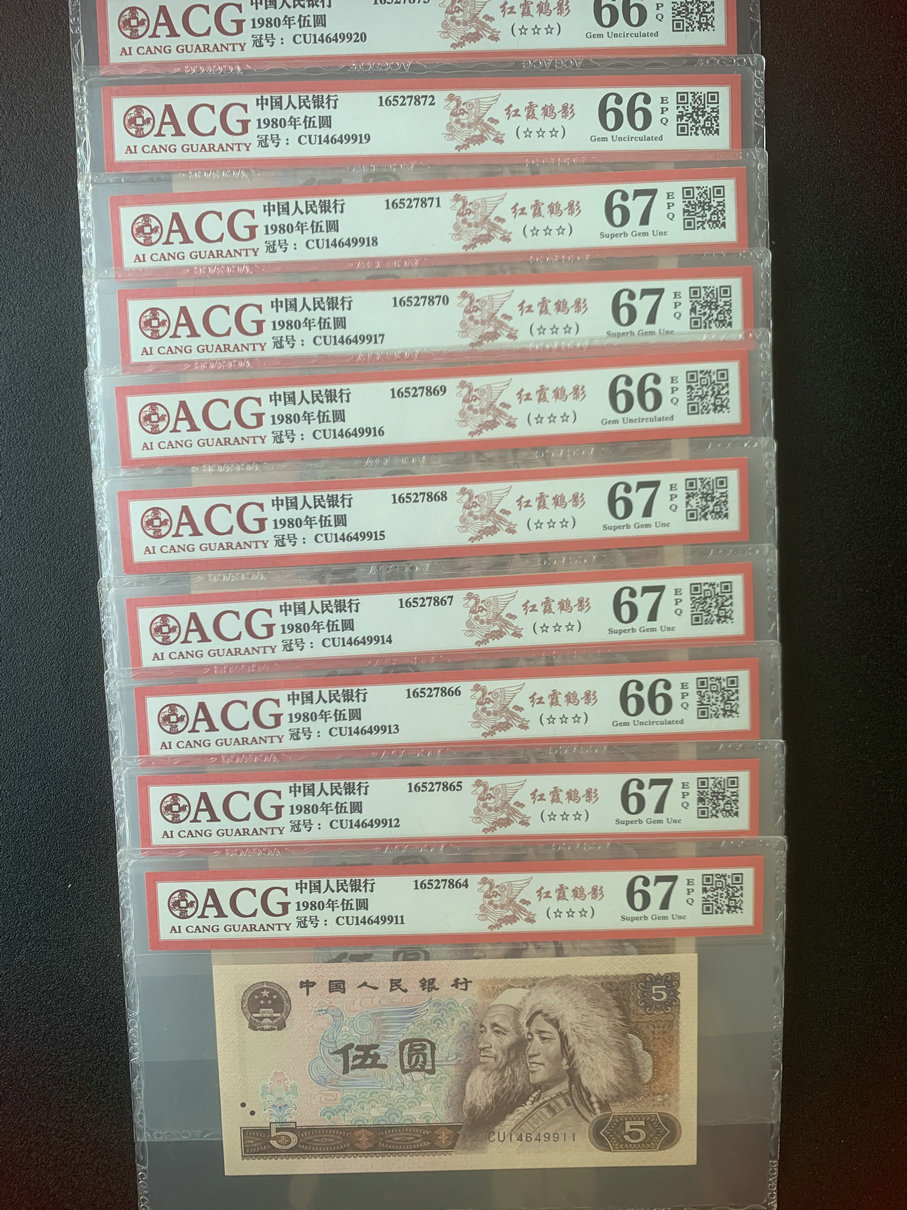 ACG
AI CANG GUARANTY
中国人民银行
1980年伍圆
冠号： CU14649920
16527873
红霞鹤影
(☆☆☆)
66
EPQ
Gem Uncirculated
ACG
AI CANG GUARANTY
中国人民银行
1980年伍圆
冠号： CU14649919
16527872
红霞鹤影
(☆☆☆)
66
EPQ
Gem Uncirculated
ACG
AI CANG GUARANTY
中国人民银行
1980年伍圆
冠号： CU14649918
16527871
红霞鹤影
(☆☆☆)
67
EPQ
Superb Gem Unc
ACG
AI CANG GUARANTY
中国人民银行
1980年伍圆
冠号： CU14649917
16527870
红霞鹤影
(☆☆☆)
67
EPQ
Superb Gem Unc
ACG
AI CANG GUARANTY
中国人民银行
1980年伍圆
冠号： CU14649916
16527869
红霞鹤影
(☆☆☆)
66
EPQ
Gem Uncirculated
ACG
AI CANG GUARANTY
中国人民银行
1980年伍圆
冠号： CU14649915
16527868
红霞鹤影
(☆☆☆)
67
EPQ
Superb Gem Unc
ACG
AI CANG GUARANTY
中国人民银行
1980年伍圆
冠号： CU14649914
16527867
红霞鹤影
(☆☆☆)
67
EPQ
Superb Gem Unc
ACG
AI CANG GUARANTY
中国人民银行
1980年伍圆
冠号： CU14649913
16527866
红霞鹤影
(☆☆☆)
66
EPQ
Gem Uncirculated
ACG
AI CANG GUARANTY
中国人民银行
1980年伍圆
冠号： CU14649912
16527865
红霞鹤影
(☆☆☆)
67
EPQ
Superb Gem Unc
ACG
AI CANG GUARANTY
中国人民银行
1980年伍圆
冠号： CU14649911
16527864
红霞鹤影
(☆☆☆)
67
EPQ
Superb Gem Unc
中国人民银行
5
伍圆
CU14649911
5
5